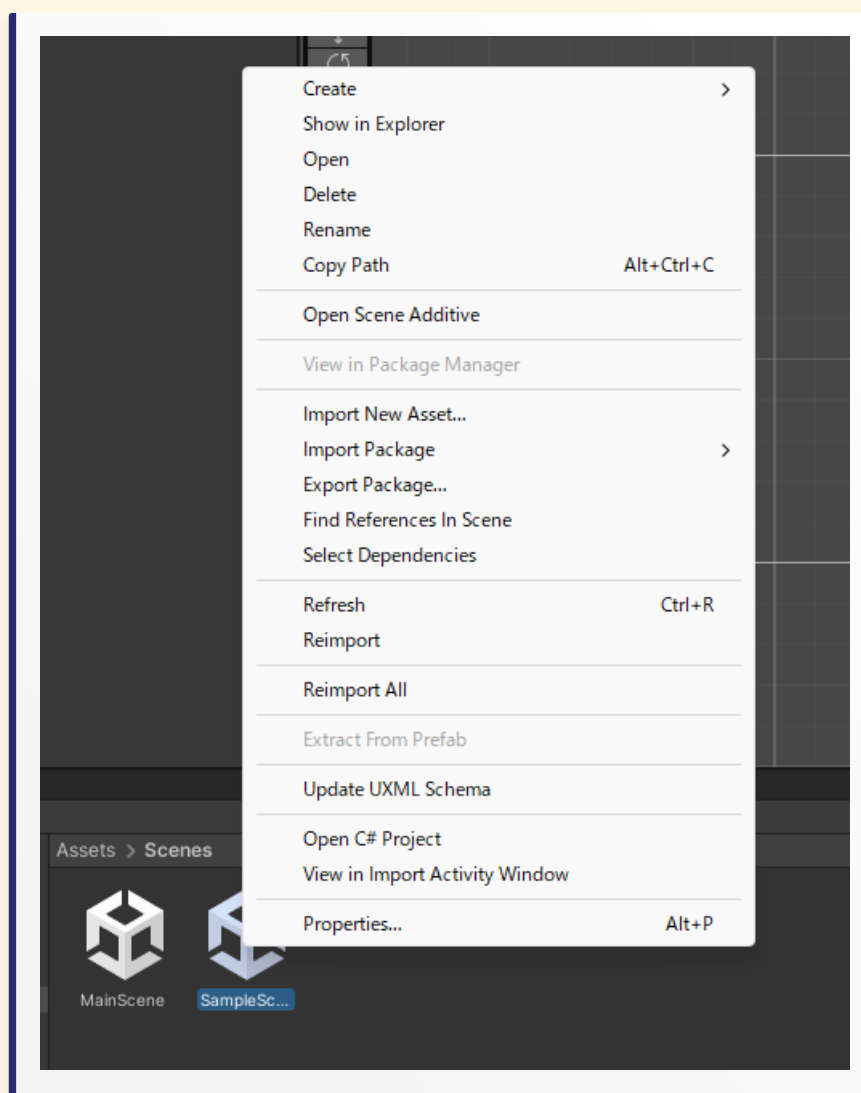 Create
Show in Explorer
Open
Delete
Rename
Copy Path Alt+Ctrl+C
Open Scene Additive
View in Package Manager
Import New Asset...
Import Package
Export Package...
Find References In Scene
Select Dependencies
Refresh Ctrl+R
Reimport
Reimport All
Extract From Prefab
Update UXML Schema
Open C# Project
View in Import Activity Window
Properties... Alt+P
Assets > Scenes
MainScene SampleSc...